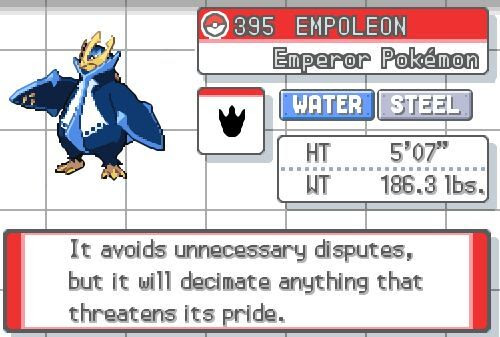 395 EMPOLEON
Emperor Pokémon
WATER STEEL
HT 5'07"
WT 186.3 lbs.
It avoids unnecessary disputes,
but it will decimate anything that
threatens its pride.